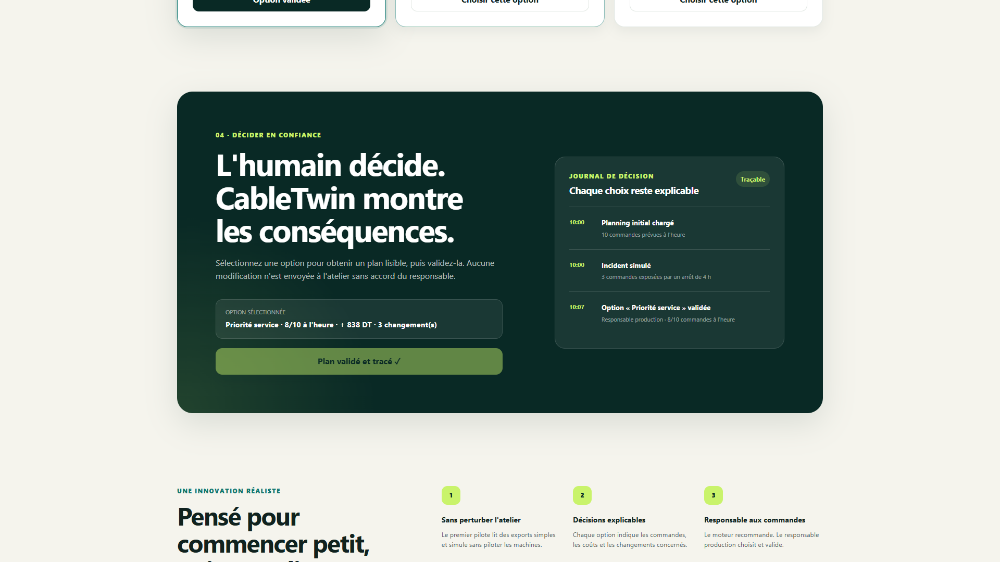 Option validée
Choisir cette option
Choisir cette option
04 - DÉCIDER EN CONFIANCE
L'humain décide.
CableTwin montre
les conséquences.
Sélectionnez une option pour obtenir un plan lisible, puis validez-la. Aucune
modification n'est envoyée à l'atelier sans accord du responsable.
OPTION SÉLECTIONNÉE
Priorité service · 8/10 à l'heure · + 838 DT · 3 changement(s)
Plan validé et tracé ✓
JOURNAL DE DÉCISION
Traçable
Chaque choix reste explicable
10:00
Planning initial chargé
10 commandes prévues à l'heure
10:00
Incident simulé
3 commandes exposées par un arrêt de 4 h
10:07
Option « Priorité service » validée
Responsable production · 8/10 commandes à l'heure
UNE INNOVATION RÉALISTE
Pensé pour
commencer petit,
1
Sans perturber l'atelier
Le premier pilote lit des exports simples
et simule sans piloter les machines.
2
Décisions explicables
Chaque option indique les commandes,
les coûts et les changements concernés.
3
Responsable aux commandes
Le moteur recommande. Le responsable
production choisit et valide.